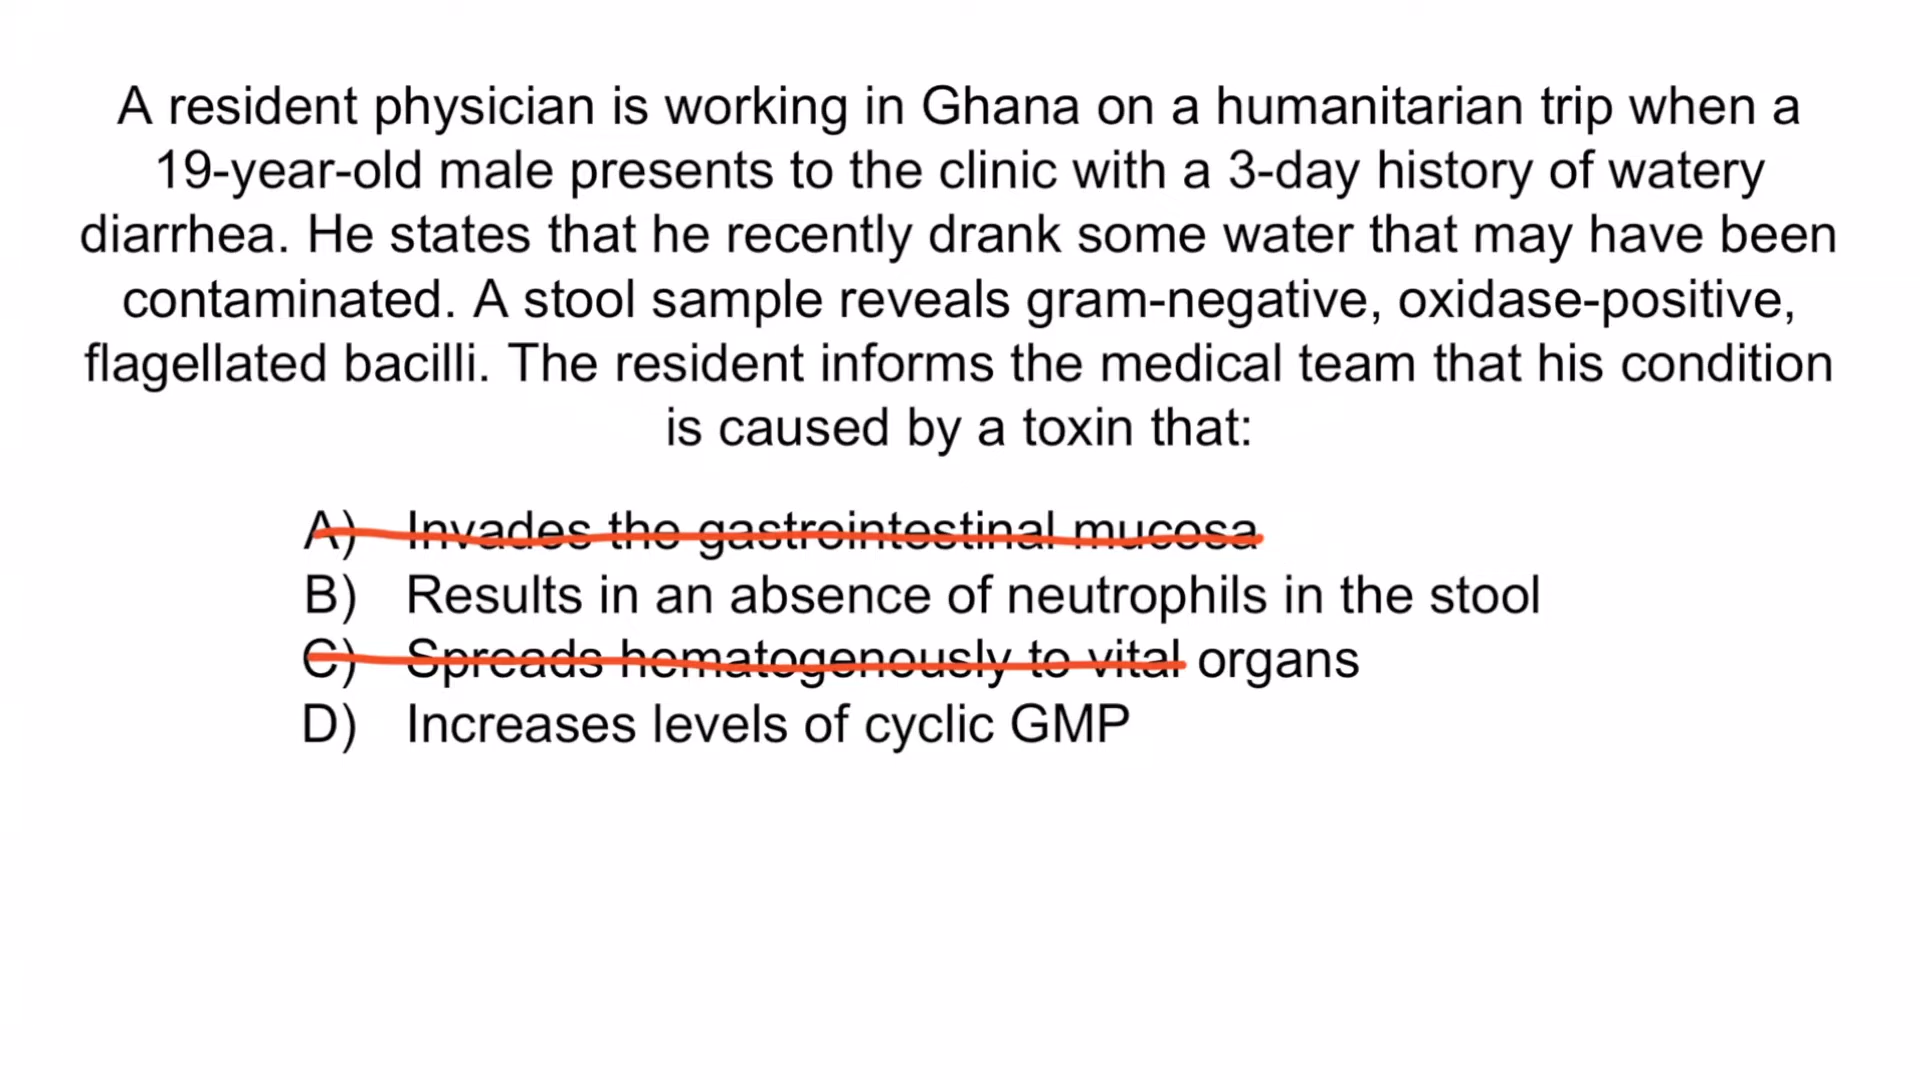 A resident physician is working in Ghana on a humanitarian trip when a
19-year-old male presents to the clinic with a 3-day history of watery
diarrhea. He states that he recently drank some water that may have been
contaminated. A stool sample reveals gram-negative, oxidase-positive,
flagellated bacilli. The resident informs the medical team that his condition
is caused by a toxin that:
A) Invades the gastrointestinal mucosa
B) Results in an absence of neutrophils in the stool
C) Spreads hematogenously to vital organs
D) Increases levels of cyclic GMP